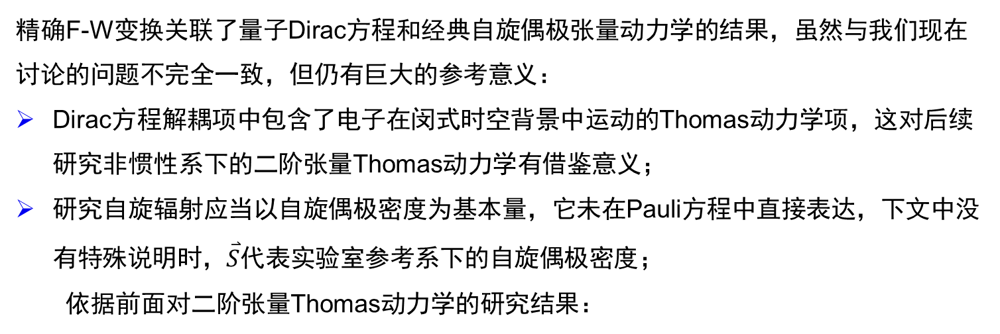 精确F-W变换关联了量子Dirac方程和经典自旋偶极张量动力学的结果，虽然与我们现在
讨论的问题不完全一致，但仍有巨大的参考意义：
➢ Dirac方程解耦项中包含了电子在闵式时空背景中运动的Thomas动力学项，这对后续
研究非惯性系下的二阶张量Thomas动力学有借鉴意义；
➢ 研究自旋辐射应当以自旋偶极密度为基本量，它未在Pauli方程中直接表达，下文中没
有特殊说明时，$\vec{S}$代表实验室参考系下的自旋偶极密度；
依据前面对二阶张量Thomas动力学的研究结果：